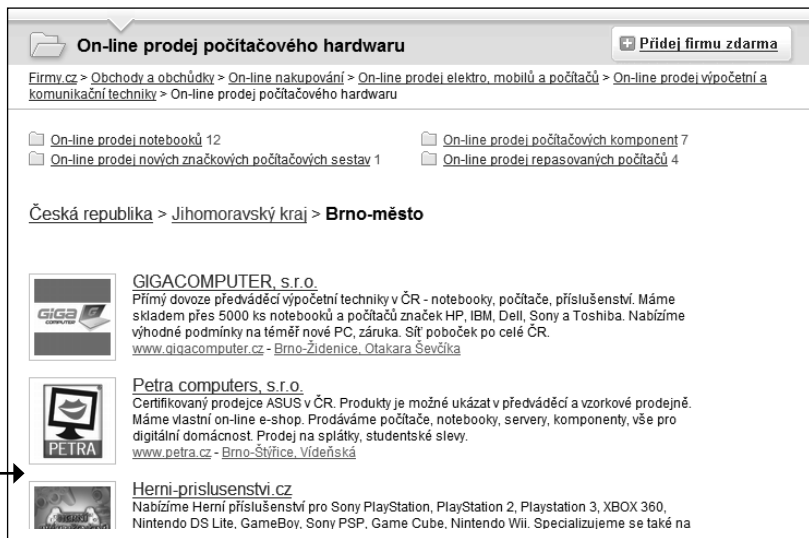 On-line prodej počítačového hardwaru
Přidej firmu zdarma
Firmy.cz > Obchody a obchůdky > On-line nakupování > On-line prodej elektro, mobilů a počítačů > On-line prodej výpočetní a
komunikační techniky > On-line prodej počítačového hardwaru
On-line prodej notebooků 12
On-line prodej počítačových komponent 7
On-line prodej nových značkových počítačových sestav 1
On-line prodej repasovaných počítačů 4
Česká republika > Jihomoravský kraj > Brno-město
GIGA
COMPUTER
GIGACOMPUTER, s.r.o.
Přímý dovoze předváděcí výpočetní techniky v ČR - notebooky, počítače, příslušenství. Máme
skladem přes 5000 ks notebooků a počítačů značek HP, IBM, Dell, Sony a Toshiba. Nabízíme
výhodné podmínky na téměř nové PC, záruka. Síť poboček po celé ČR.
www.gigacomputer.cz - Brno-Židenice, Otakara Ševčíka
PETRA
Petra computers, s.r.o.
Certifikovaný prodejce ASUS v ČR. Produkty je možné ukázat v předváděcí a vzorkové prodejně.
Máme vlastní on-line e-shop. Prodáváme počítače, notebooky, servery, komponenty, vše pro
digitální domácnost. Prodej na splátky, studentské slevy.
www.petra.cz - Brno-Štýřice, Vídeňská
Herni-prislusenstvi.cz
Nabízíme Herní příslušenství pro Sony PlayStation, PlayStation 2, Playstation 3, XBOX 360,
Nintendo DS Lite, GameBoy, Sony PSP, Game Cube, Nintendo Wii. Specializujeme se také na